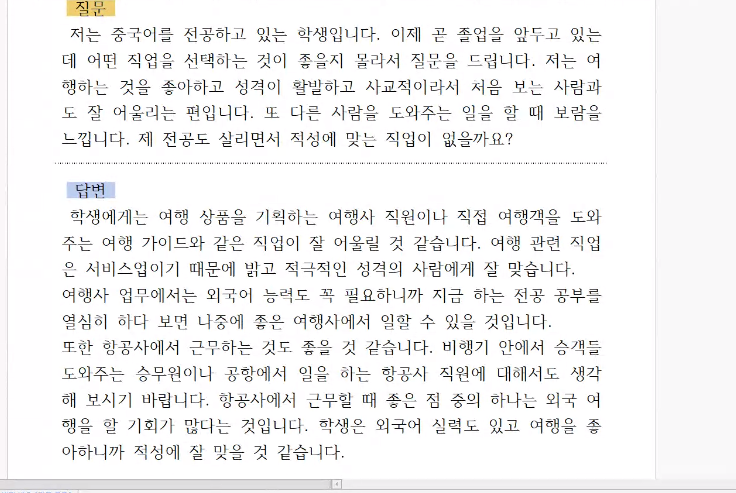 질문
저는 중국어를 전공하고 있는 학생입니다. 이제 곧 졸업을 앞두고 있는
데 어떤 직업을 선택하는 것이 좋을지 몰라서 질문을 드립니다. 저는 여
행하는 것을 좋아하고 성격이 활발하고 사교적이라서 처음 보는 사람과
도 잘 어울리는 편입니다. 또 다른 사람을 도와주는 일을 할 때 보람을
느낍니다. 제 전공도 살리면서 적성에 맞는 직업이 없을까요?
답변
학생에게는 여행 상품을 기획하는 여행사 직원이나 직접 여행객을 도와
주는 여행 가이드와 같은 직업이 잘 어울릴 것 같습니다. 여행 관련 직업
은 서비스업이기 때문에 밝고 적극적인 성격의 사람에게 잘 맞습니다.
여행사 업무에서는 외국어 능력도 꼭 필요하니까 지금 하는 전공 공부를
열심히 하다 보면 나중에 좋은 여행사에서 일할 수 있을 것입니다.
또한 항공사에서 근무하는 것도 좋을 것 같습니다. 비행기 안에서 승객들
도와주는 승무원이나 공항에서 일을 하는 항공사 직원에 대해서도 생각
해 보시기 바랍니다. 항공사에서 근무할 때 좋은 점 중의 하나는 외국 여
행을 할 기회가 많다는 것입니다. 학생은 외국어 실력도 있고 여행을 좋
아하니까 적성에 잘 맞을 것 같습니다.